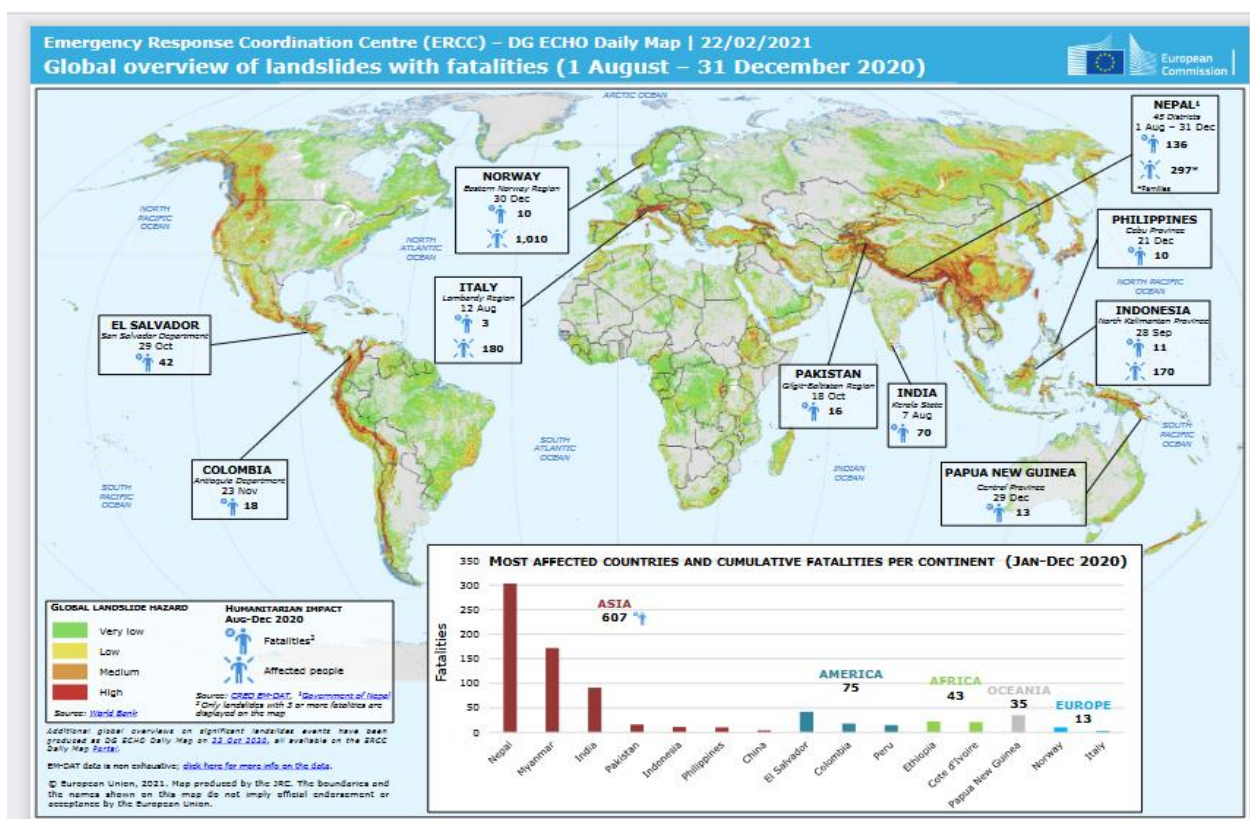 Emergency Response Coordination Centre (ERCC) – DG ECHO Daily Map | 22/02/2021
Global overview of landslides with fatalities (1 August – 31 December 2020)
European
Commission
ARCTIC OCEAN
NORTH
PACIFIC
OCEAN
NORTH
ATLANTIC
OCEAN
NORWAY
Eastern Norway Region
30 Dec
10
1,010
ITALY
Lombardy Region
12 Aug
3
180
NEPAL¹
45 Districts
1 Aug – 31 Dec
136
297*
*Families
PHILIPPINES
Cebu Province
21 Dec
10
NORTH PACIFIC
OCEAN
INDONESIA
North Kalimantan Province
28 Sep
11
170
EL SALVADOR
San Salvador Department
29 Oct
42
PAKISTAN
Gilgit-Baltistan Region
18 Oct
16
INDIA
Kerala State
7 Aug
70
SOUTH
PACIFIC
OCEAN
SOUTH
ATLANTIC
OCEAN
INDIAN
OCEAN
COLOMBIA
Antioquia Department
23 Nov
18
PAPUA NEW GUINEA
Central Province
29 Dec
13
SOUTH
PACIFIC
OCEAN
GLOBAL LANDSLIDE HAZARD
Very low
Low
Medium
High
Source: World Bank
HUMANITARIAN IMPACT
Aug-Dec 2020
Fatalities²
Affected people
Source: CRED EM-DAT, ¹Government of Nepal
² Only landslides with 3 or more fatalities are
displayed on the map
Additional global overviews on significant landslides events have been
produced as DG ECHO Daily Map on 23 Oct 2020, all available on the ERCC
Daily Map Portal.
EM-DAT data is non exhaustive; click here for more info on the data.
© European Union, 2021. Map produced by the JRC. The boundaries and
the names shown on this map do not imply official endorsement or
acceptance by the European Union.
MOST AFFECTED COUNTRIES AND CUMULATIVE FATALITIES PER CONTINENT (JAN-DEC 2020)
Fatalities
350
300
250
200
150
100
50
0
ASIA
607
AMERICA
75
AFRICA
43
OCEANIA
35
EUROPE
13
Nepal
Myanmar
India
Pakistan
Indonesia
Philippines
China
El Salvador
Colombia
Peru
Ethiopia
Cote d'Ivoire
Papua New Guinea
Norway
Italy